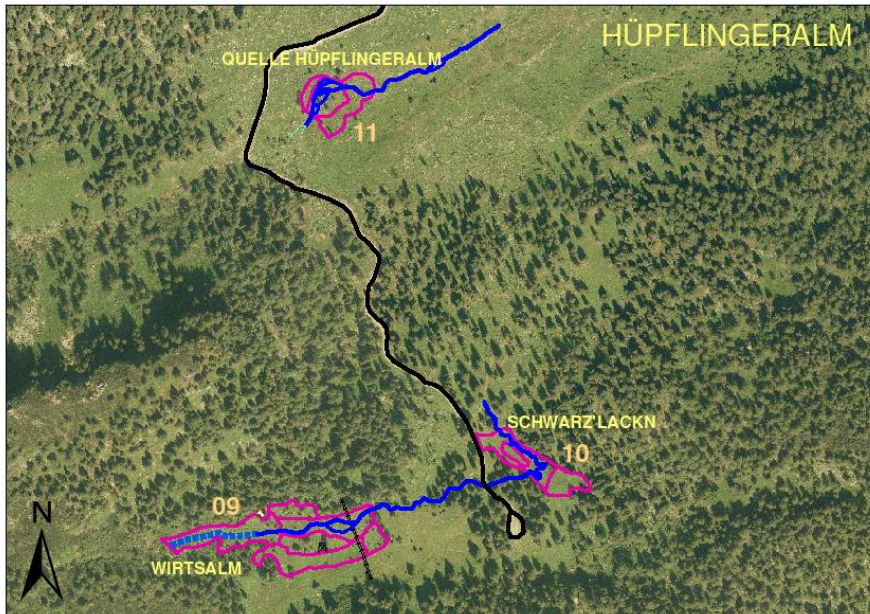 HÜPFLINGERALM
QUELLE HÜPFLINGERALM
11
SCHWARZ'LACKN
10
09
N
WIRTSALM